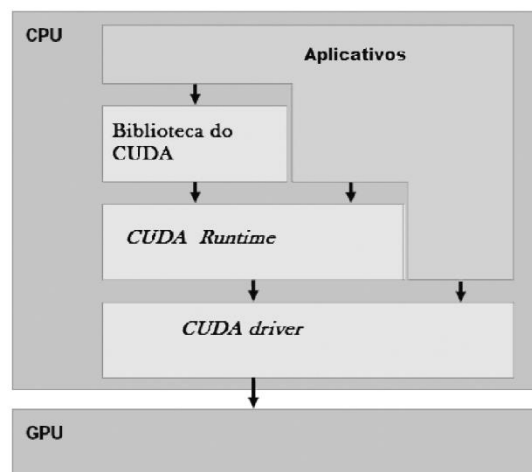 CPU
Aplicativos
Biblioteca do
CUDA
CUDA Runtime
CUDA driver
GPU